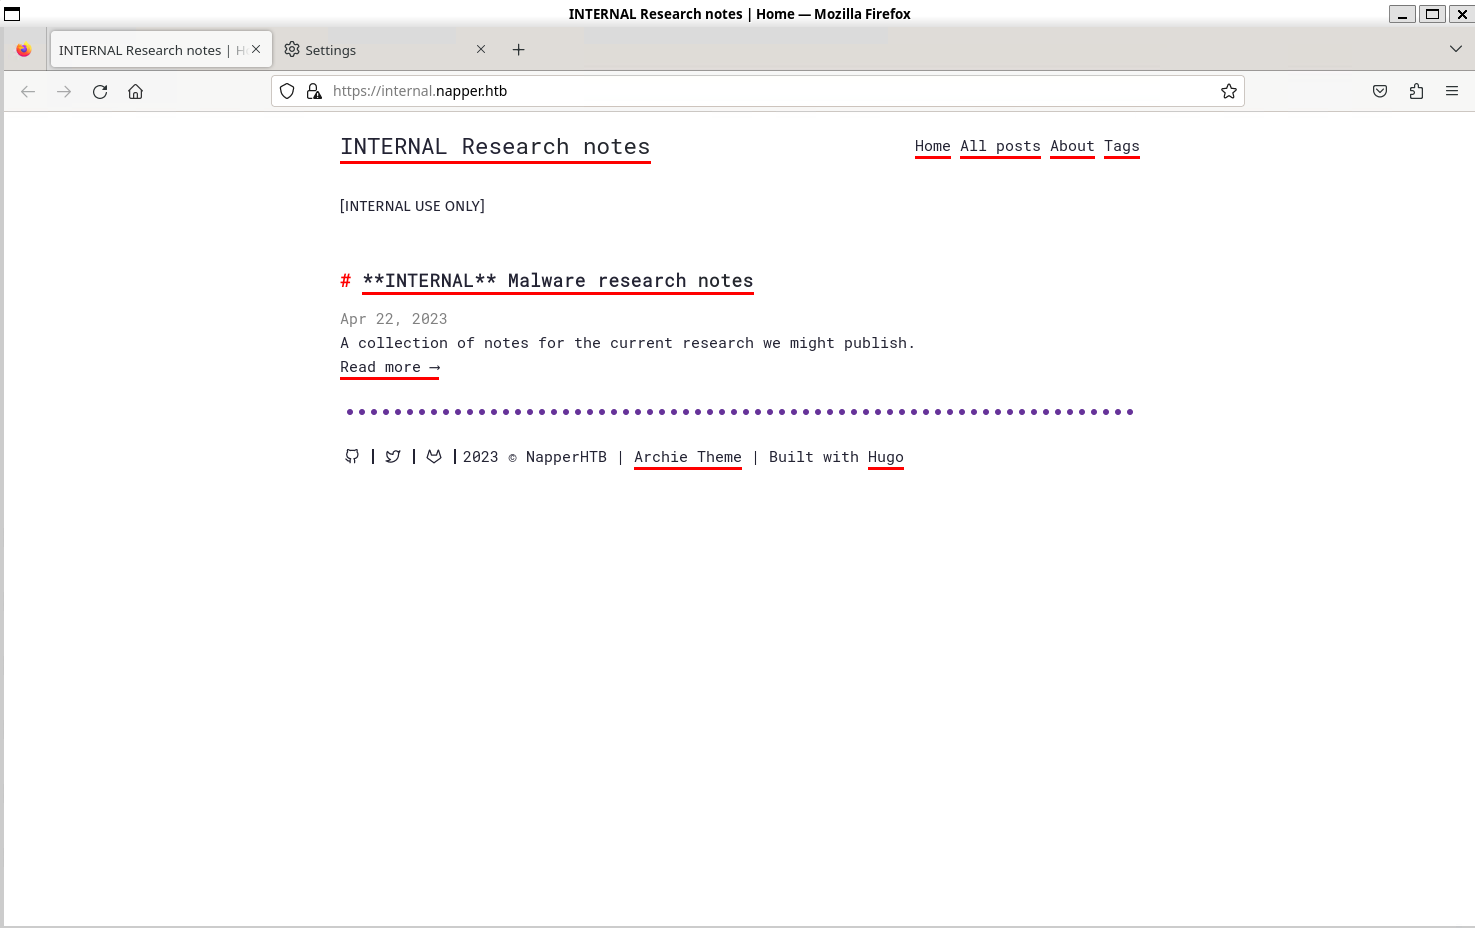 INTERNAL Research notes | Home — Mozilla Firefox
INTERNAL Research notes | H
Settings
https://internal.napper.htb
INTERNAL Research notes
Home All posts About Tags
[INTERNAL USE ONLY]
# **INTERNAL** Malware research notes
Apr 22, 2023
A collection of notes for the current research we might publish.
Read more →
| | | 2023 © NapperHTB | Archie Theme | Built with Hugo